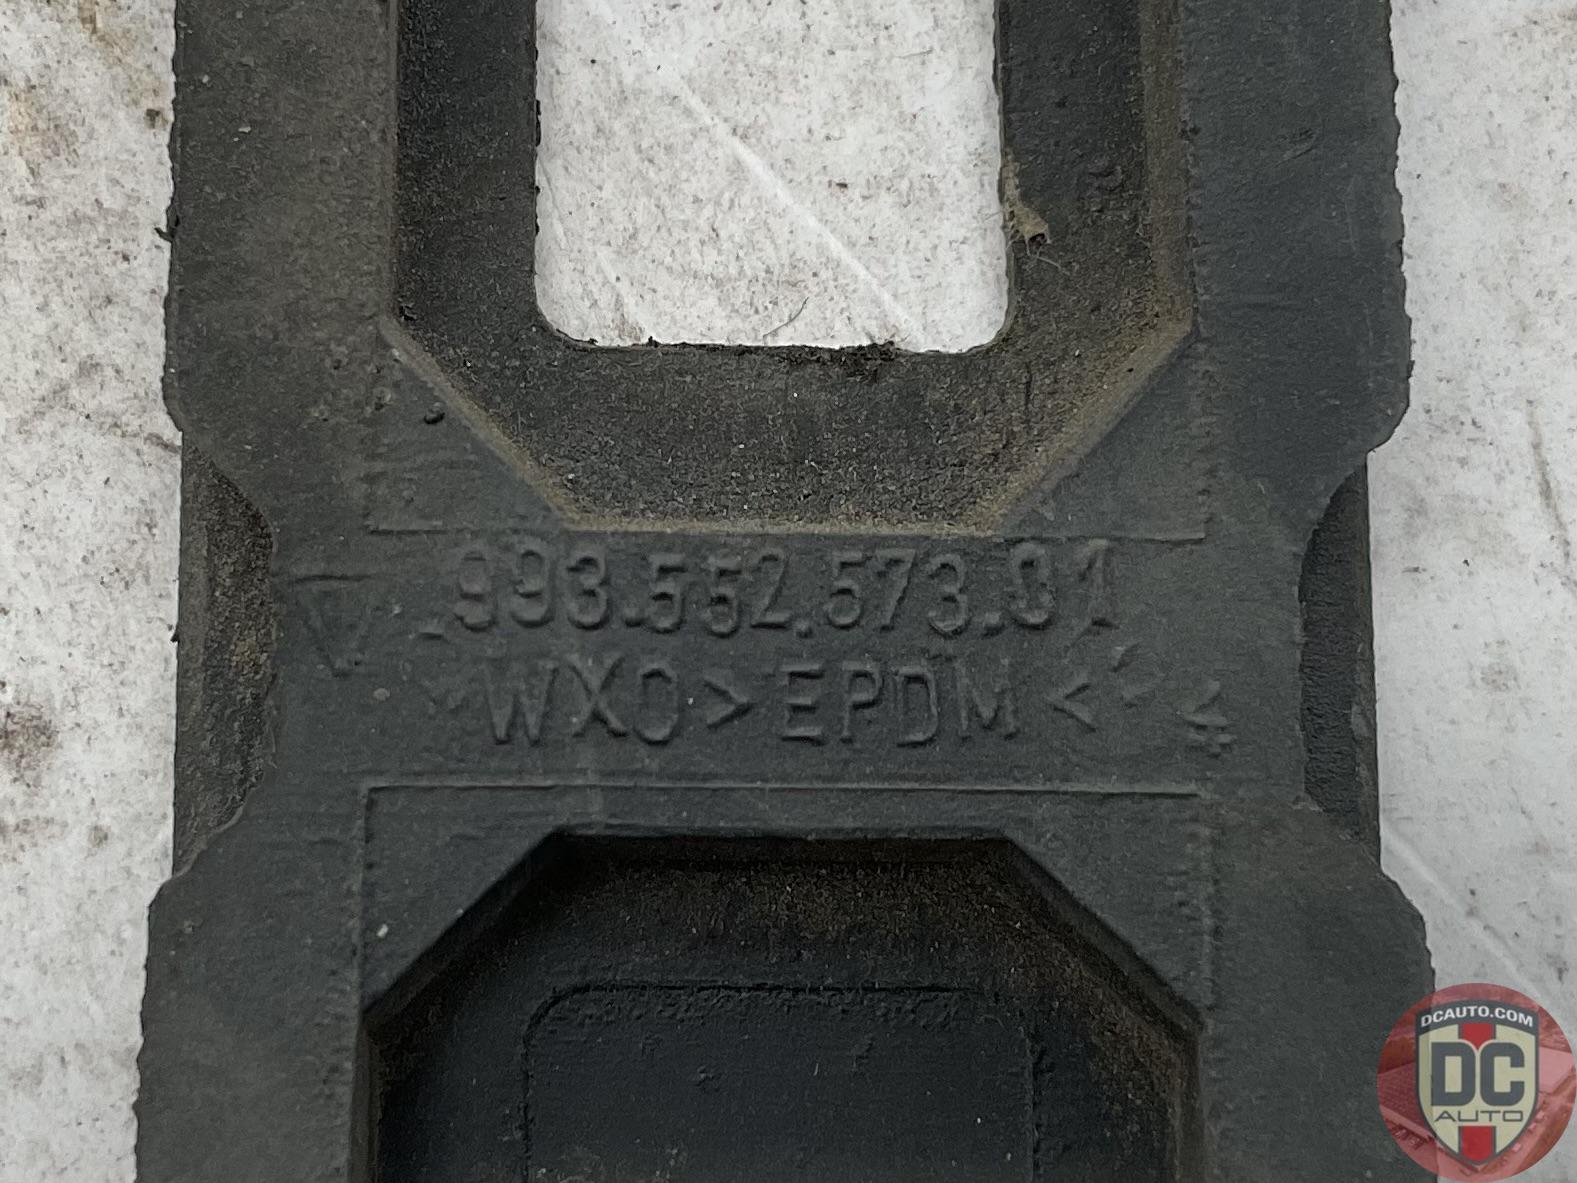 993.552.573.01
WXO>EPDM<
DCAUTO.COM
DC
AUTO